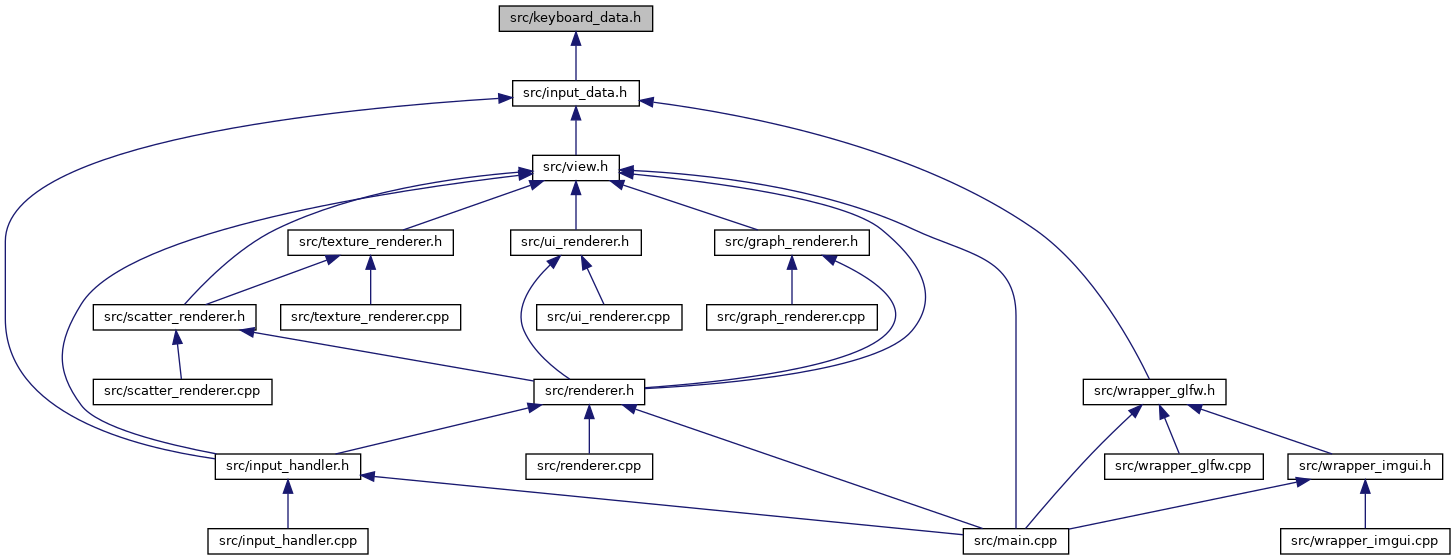 src/keyboard_data.h
src/input_data.h
src/view.h
src/texture_renderer.h
src/ui_renderer.h
src/graph_renderer.h
src/scatter_renderer.h
src/texture_renderer.cpp
src/ui_renderer.cpp
src/graph_renderer.cpp
src/scatter_renderer.cpp
src/renderer.h
src/wrapper_glfw.h
src/input_handler.h
src/renderer.cpp
src/wrapper_glfw.cpp
src/wrapper_imgui.h
src/input_handler.cpp
src/main.cpp
src/wrapper_imgui.cpp